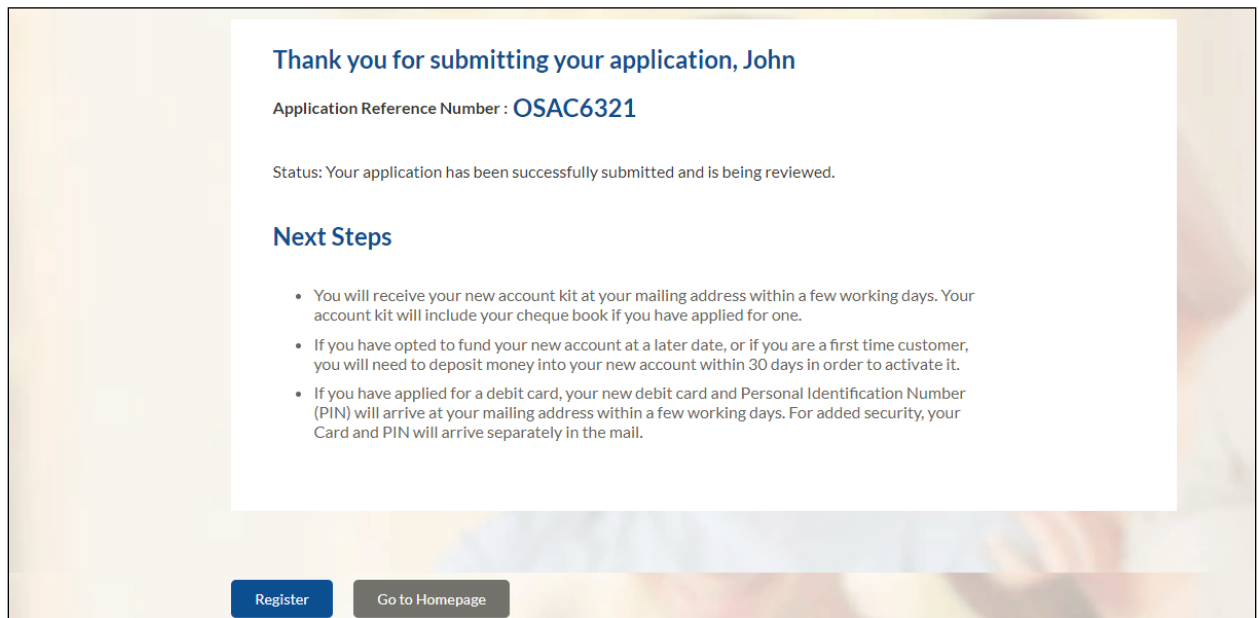 Thank you for submitting your application, John
Application Reference Number : OSAC6321
Status: Your application has been successfully submitted and is being reviewed.
Next Steps
• You will receive your new account kit at your mailing address within a few working days. Your
account kit will include your cheque book if you have applied for one.
• If you have opted to fund your new account at a later date, or if you are a first time customer,
you will need to deposit money into your new account within 30 days in order to activate it.
• If you have applied for a debit card, your new debit card and Personal Identification Number
(PIN) will arrive at your mailing address within a few working days. For added security, your
Card and PIN will arrive separately in the mail.
Register
Go to Homepage